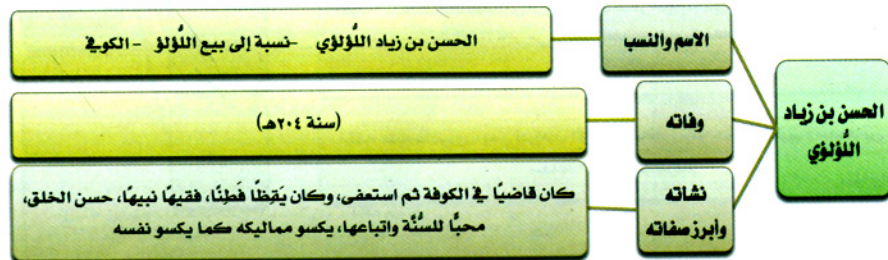 الحسن بن زياد
اللُّؤلؤي
الاسم والنسب
الحسن بن زياد اللُّؤلؤي -نسبة إلى بيع اللُّؤلؤ - الكوفي
وفاته
(سنة ٢٠٤هـ)
نشاته
وأبرز صفاته
كان قاضيًا في الكوفة ثم استعفى، وكان يَقِظًا فَطِنًا، فقيهًا نبيهًا، حسن الخلق،
محبًّا للسُّنَّة واتباعها، يكسو مماليكه كما يكسو نفسه